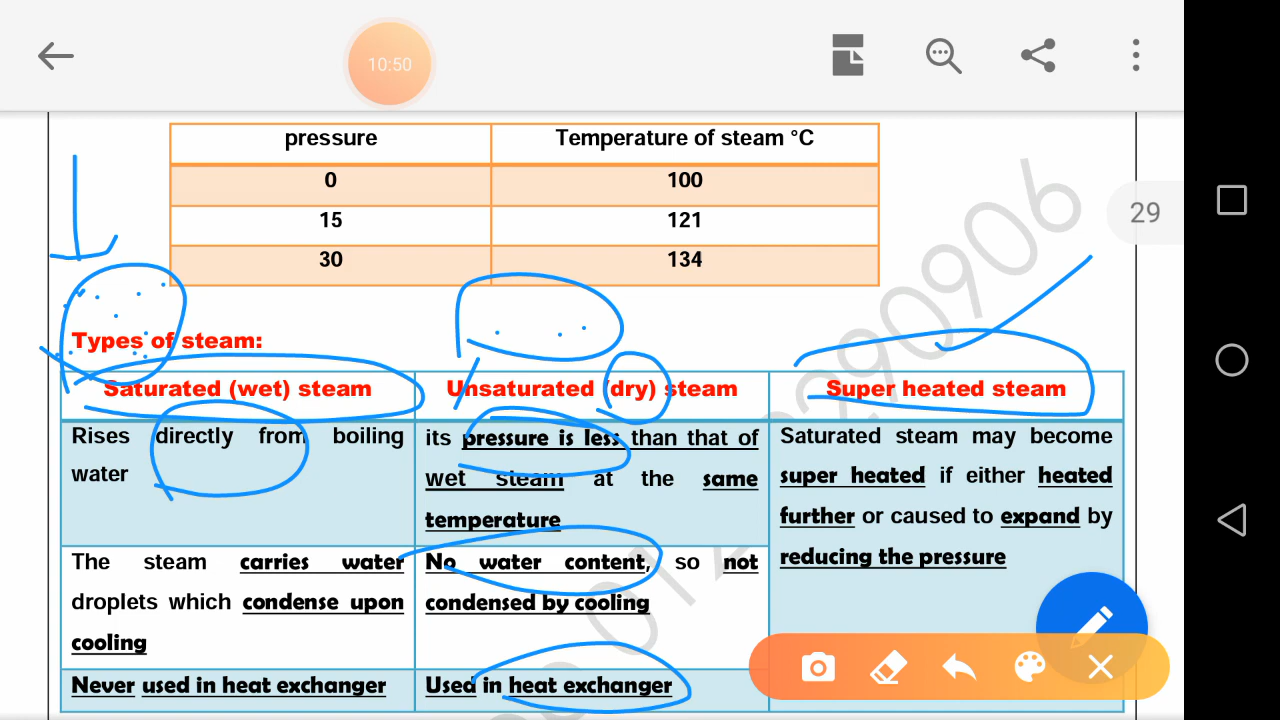 10:50
pressure Temperature of steam °C
0 100
15 121
30 134
29
Types of steam:
Saturated (wet) steam Unsaturated (dry) steam Super heated steam
Rises directly from boiling
water
its pressure is less than that of
wet steam at the same
temperature
Saturated steam may become
super heated if either heated
further or caused to expand by
reducing the pressure
The steam carries water
droplets which condense upon
cooling
No water content, so not
condensed by cooling
Never used in heat exchanger
Used in heat exchanger